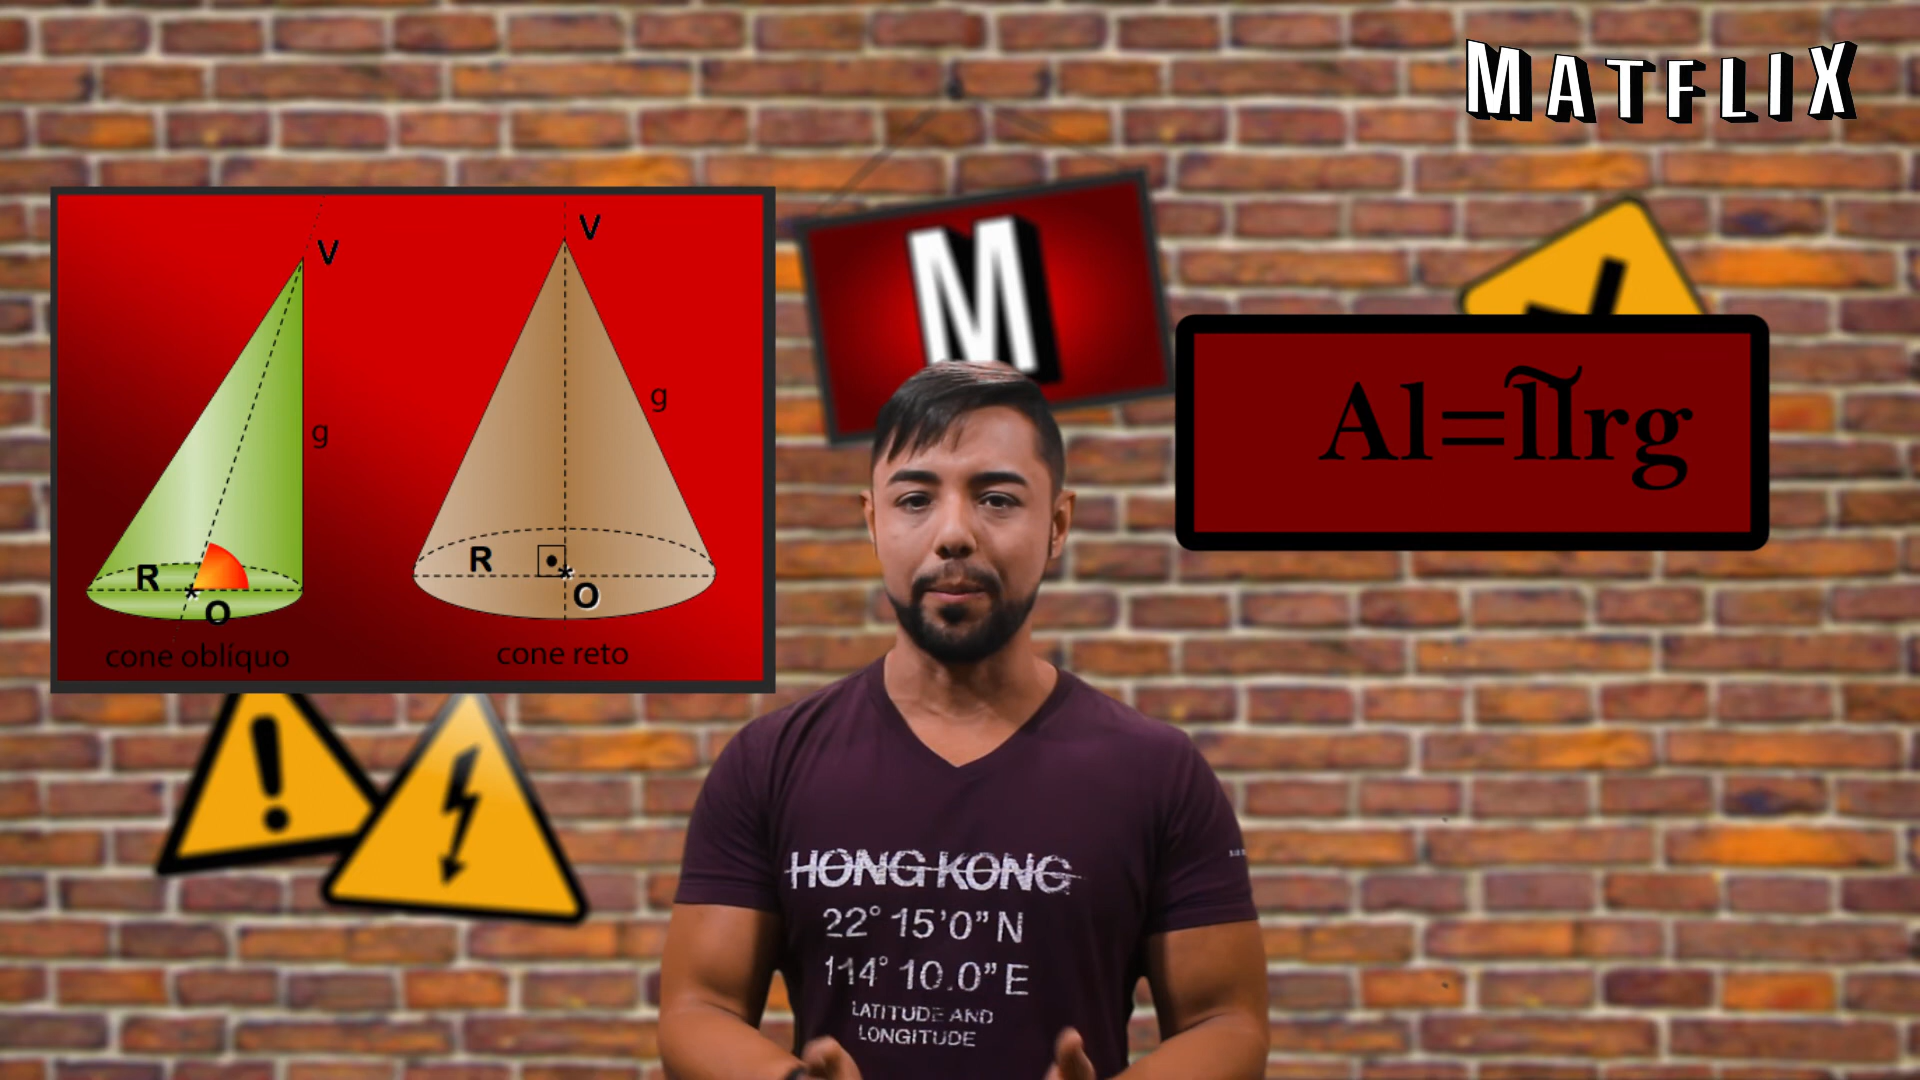 MATFLIX
V
V
g
g
R
O
R
O
cone oblíquo
cone reto
M
Al=πrg
HONG KONG
22° 15'0" N
114° 10.0" E
LATITUDE AND
LONGITUDE